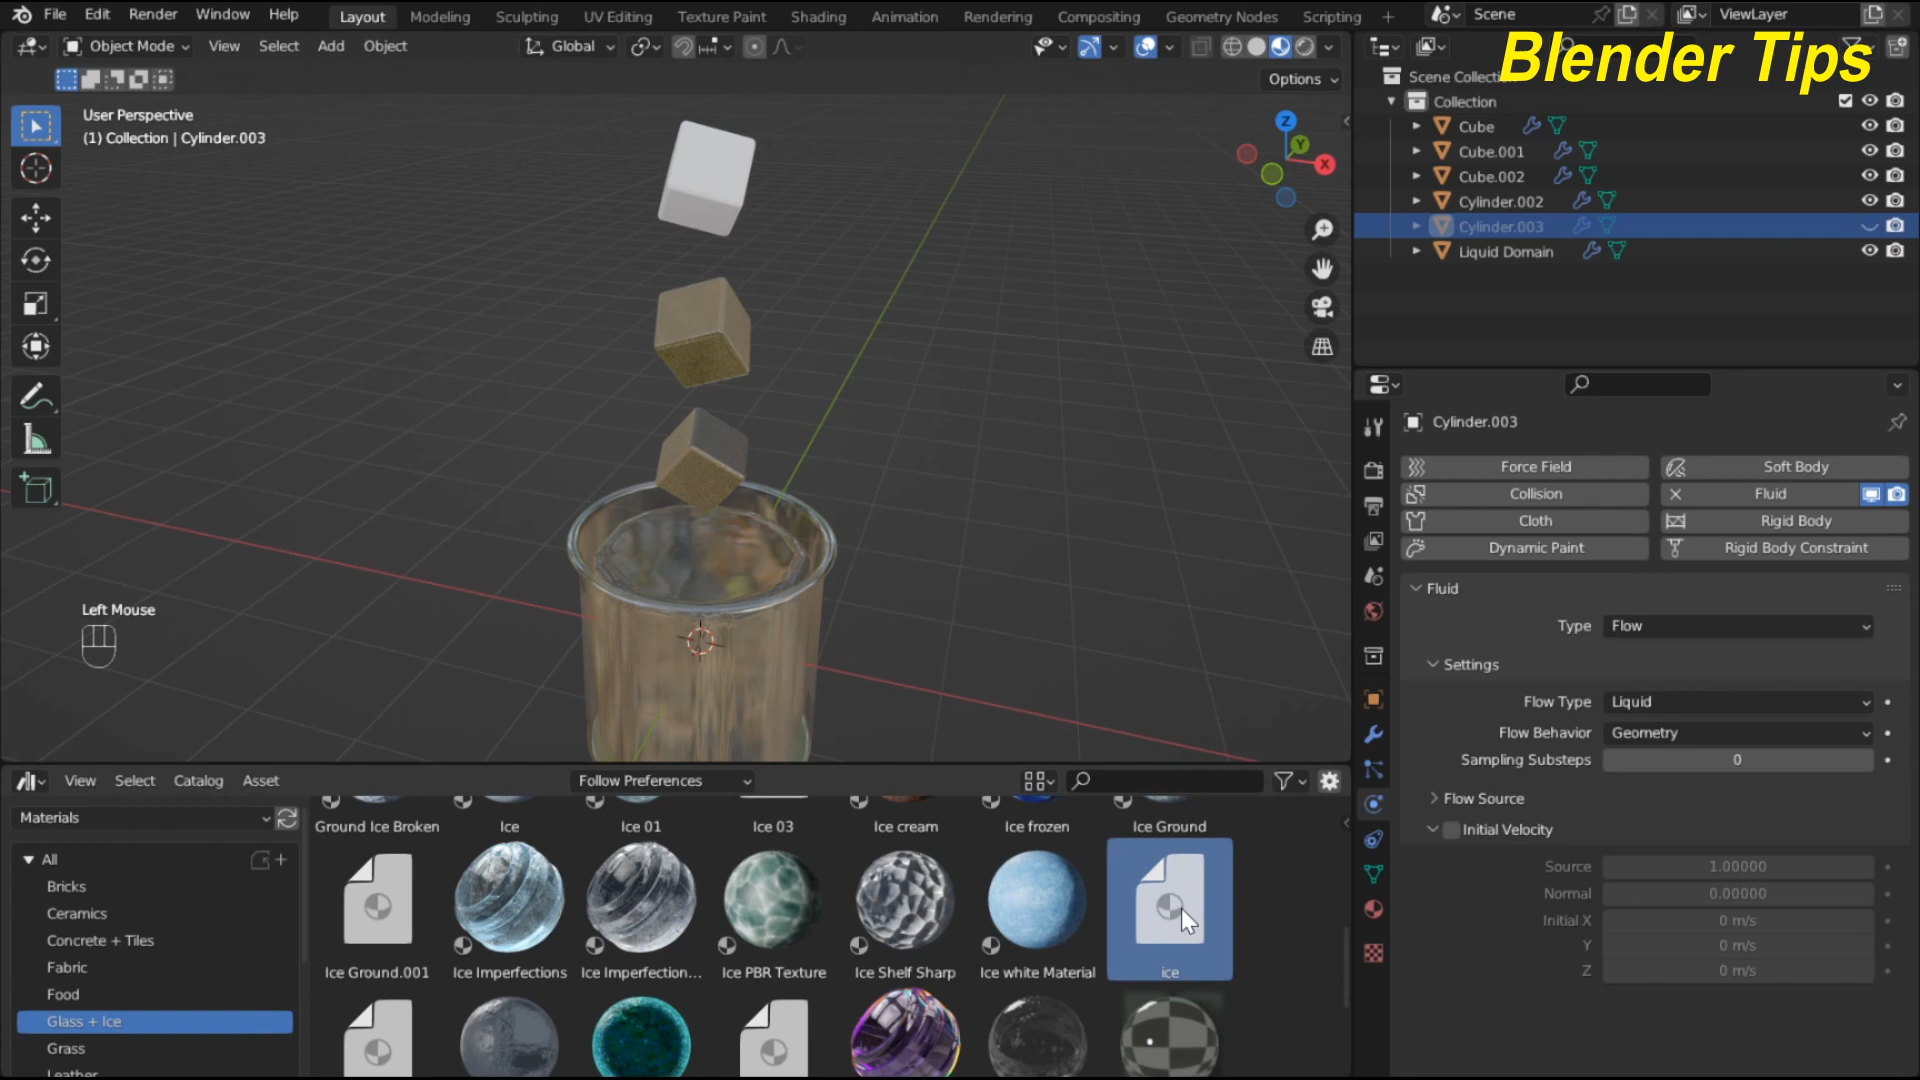 File Edit Render Window Help Layout Modeling Sculpting UV Editing Texture Paint Shading Animation Rendering Compositing Geometry Nodes Scripting + Scene ViewLayer
Object Mode View Select Add Object Global
Options
Blender Tips
User Perspective
(1) Collection | Cylinder.003
Z
Y
X
Left Mouse
Scene Collection
Collection
Cube
Cube.001
Cube.002
Cylinder.002
Cylinder.003
Liquid Domain
Cylinder.003
Force Field Soft Body
Collision Fluid
Cloth Rigid Body
Dynamic Paint Rigid Body Constraint
Fluid
Type Flow
Settings
Flow Type Liquid
Flow Behavior Geometry
Sampling Substeps 0
Flow Source
Initial Velocity
Source 1.00000
Normal 0.00000
Initial X 0 m/s
Y 0 m/s
Z 0 m/s
View Select Catalog Asset Follow Preferences
Materials
All
Bricks
Ceramics
Concrete + Tiles
Fabric
Food
Glass + Ice
Grass
Leather
Ground Ice Broken Ice Ice 01 Ice 03 Ice cream Ice frozen Ice Ground
Ice Ground.001 Ice Imperfections Ice Imperfection... Ice PBR Texture Ice Shelf Sharp Ice white Material ice